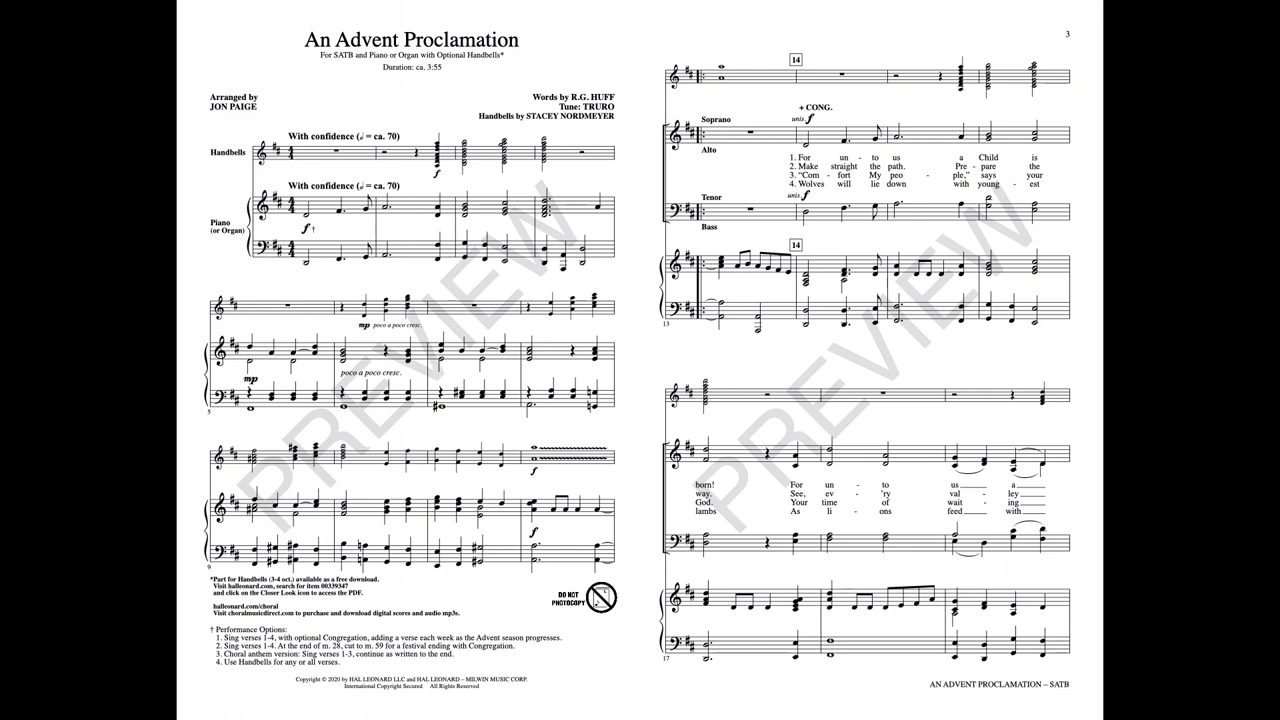 An Advent Proclamation
For SATB and Piano or Organ with Optional Handbells*
Duration: ca. 3:55
Arranged by
JON PAIGE
Words by R.G. HUFF
Tune: TRURO
Handbells by STACEY NORDMEYER
With confidence (𝅗𝅥 = ca. 70)
Handbells
f
With confidence (𝅗𝅥 = ca. 70)
Piano
(or Organ)
f †
mp poco a poco cresc.
poco a poco cresc.
mp
5
f
f
9
*Part for Handbells (3-4 oct.) available as a free download.
Visit halleonard.com, search for item 00339347
and click on the Closer Look icon to access the PDF.
halleonard.com/choral
Visit choralmusicdirect.com to purchase and download digital scores and audio mp3s.
DO NOT
PHOTOCOPY
† Performance Options:
1. Sing verses 1-4, with optional Congregation, adding a verse each week as the Advent season progresses.
2. Sing verses 1-4. At the end of m. 28, cut to m. 59 for a festival ending with Congregation.
3. Choral anthem version: Sing verses 1-3, continue as written to the end.
4. Use Handbells for any or all verses.
Copyright © 2020 by HAL LEONARD LLC and HAL LEONARD – MILWIN MUSIC CORP.
International Copyright Secured All Rights Reserved
PREVIEW
3
14
+ CONG.
Soprano
unis f
Alto
1. For un - to us a Child is
2. Make straight the path. Pre - pare the
3. “Com - fort My peo - ple,” says your
4. Wolves will lie down with young - est
Tenor
unis f
Bass
14
13
born! For un - to us a
way. See, ev - 'ry val - ley
God. Your time of wait - ing
lambs As li - ons feed with
17
AN ADVENT PROCLAMATION – SATB
PREVIEW